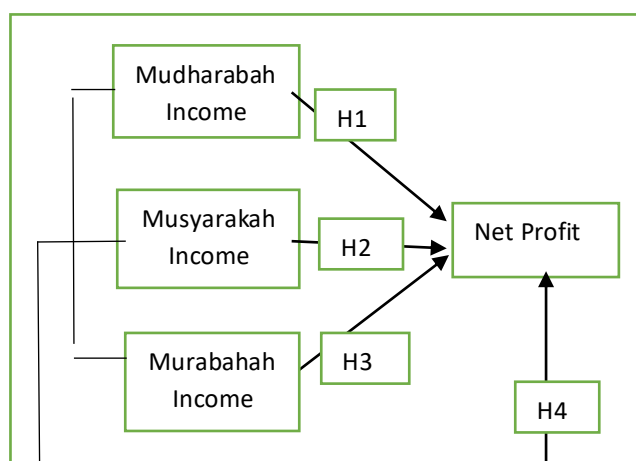 Mudharabah
Income
H1
Musyarakah
Income
H2
Net Profit
Murabahah
Income
H3
H4